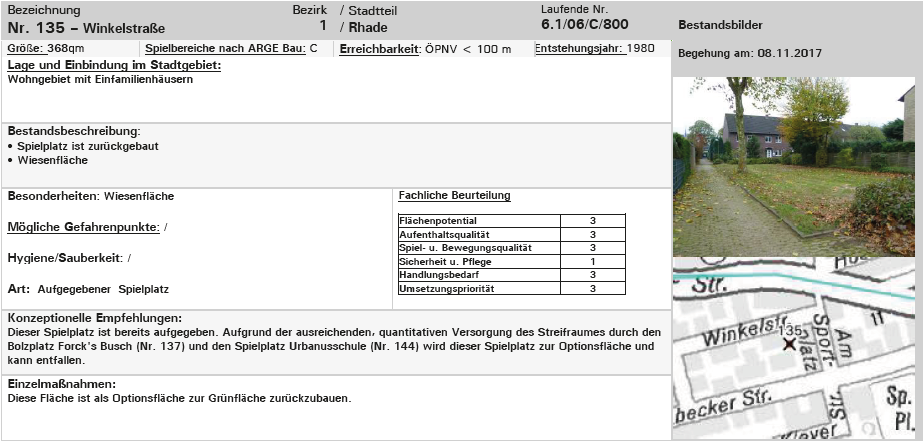 Bezeichnung
Nr. 135 – Winkelstraße
Bezirk / Stadtteil
1 / Rhade
Laufende Nr.
6.1/06/C/800
Bestandsbilder
Größe: 368qm
Spielbereiche nach ARGE Bau: C
Erreichbarkeit: ÖPNV < 100 m
Entstehungsjahr: 1980
Begehung am: 08.11.2017
Lage und Einbindung im Stadtgebiet:
Wohngebiet mit Einfamilienhäusern
Bestandsbeschreibung:
• Spielplatz ist zurückgebaut
• Wiesenfläche
Besonderheiten: Wiesenfläche
Mögliche Gefahrenpunkte: /
Hygiene/Sauberkeit: /
Art: Aufgegebener Spielplatz
Fachliche Beurteilung
Flächenpotential 3
Aufenthaltsqualität 3
Spiel- u. Bewegungsqualität 3
Sicherheit u. Pflege 1
Handlungsbedarf 3
Umsetzungspriorität 3
Konzeptionelle Empfehlungen:
Dieser Spielplatz ist bereits aufgegeben. Aufgrund der ausreichenden, quantitativen Versorgung des Streifraumes durch den
Bolzplatz Forck's Busch (Nr. 137) und den Spielplatz Urbanusschule (Nr. 144) wird dieser Spielplatz zur Optionsfläche und
kann entfallen.
Einzelmaßnahmen:
Diese Fläche ist als Optionsfläche zur Grünfläche zurückzubauen.
Str.
Winkelstr.
135
Am
Sport-
platz
11
becker Str.
Str.
Sp.
Pl.